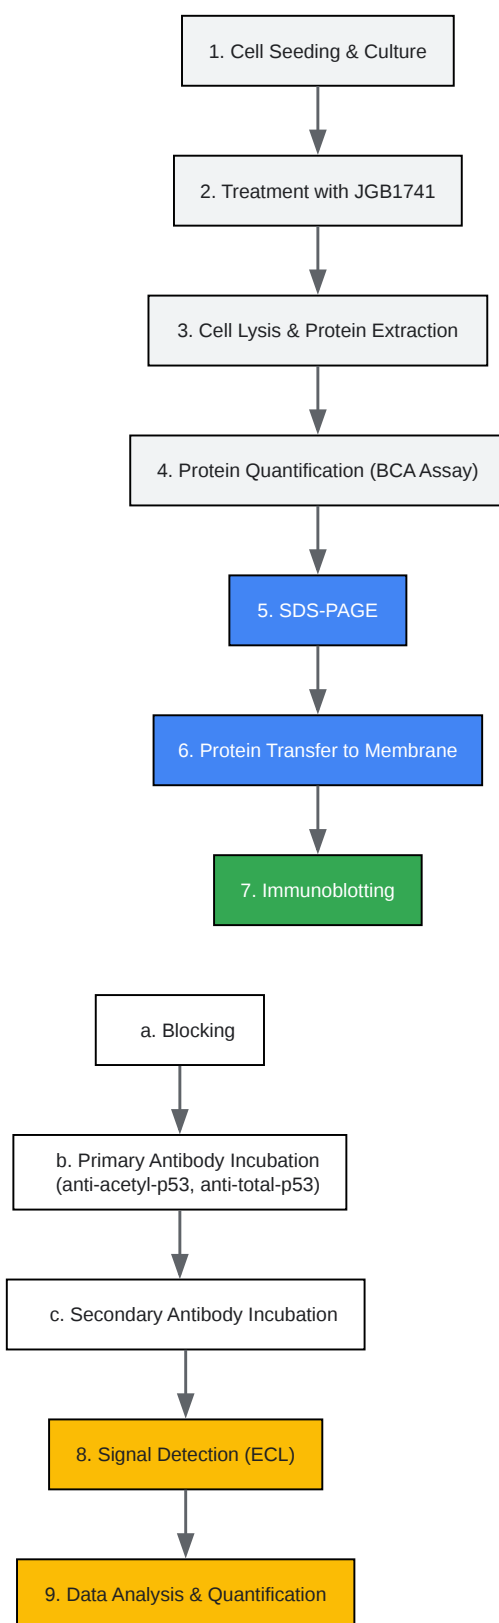 1. Cell Seeding & Culture
2. Treatment with JGB1741
3. Cell Lysis & Protein Extraction
4. Protein Quantification (BCA Assay)
5. SDS-PAGE
6. Protein Transfer to Membrane
7. Immunoblotting
a. Blocking
b. Primary Antibody Incubation
(anti-acetyl-p53, anti-total-p53)
c. Secondary Antibody Incubation
8. Signal Detection (ECL)
9. Data Analysis & Quantification